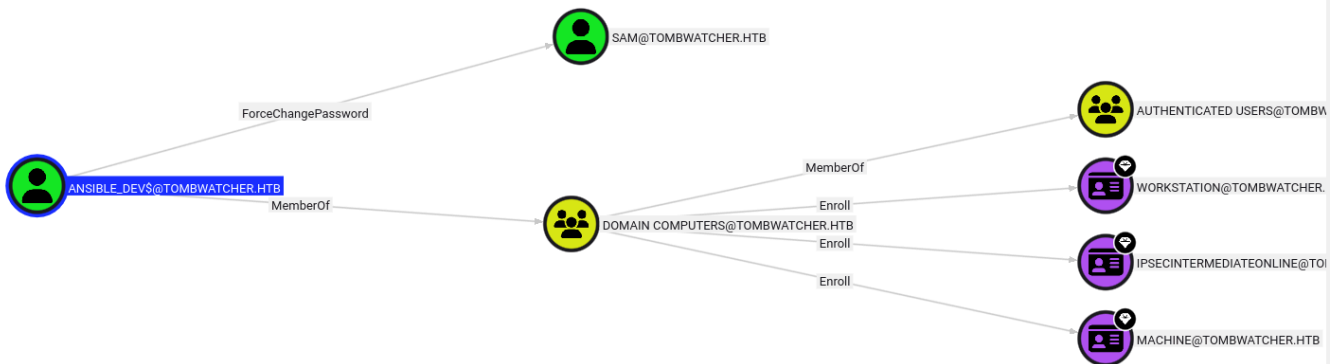 SAM@TOMBWATCHER.HTB
ForceChangePassword
AUTHENTICATED USERS@TOMBW
MemberOf
ANSIBLE_DEV$@TOMBWATCHER.HTB
WORKSTATION@TOMBWATCHER.
MemberOf
Enroll
DOMAIN COMPUTERS@TOMBWATCHER.HTB
Enroll
IPSECINTERMEDIATEONLINE@TO
Enroll
MACHINE@TOMBWATCHER.HTB